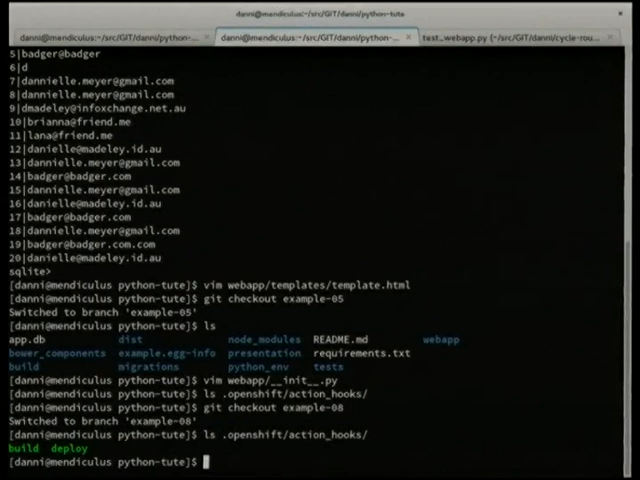 danni@mendiculus:~/src/GIT/danni/python-tute
danni@mendiculus:~/src/GIT/danni/python-... danni@mendiculus:~/src/GIT/danni/python-... test_webapp.py (~/src/GIT/danni/cycle-rou...
5|badger@badger
6|d
7|dannielle.meyer@gmail.com
8|dannielle.meyer@gmail.com
9|dmadeley@infoxchange.net.au
10|brianna@friend.me
11|lana@friend.me
12|danielle@madeley.id.au
13|dannielle.meyer@gmail.com
14|badger@badger.com
15|dannielle.meyer@gmail.com
16|danielle@madeley.id.au
17|badger@badger.com
18|dannielle.meyer@gmail.com
19|badger@badger.com.com
20|danielle@madeley.id.au
sqlite>
[danni@mendiculus python-tute]$ vim webapp/templates/template.html
[danni@mendiculus python-tute]$ git checkout example-05
Switched to branch 'example-05'
[danni@mendiculus python-tute]$ ls
app.db dist node_modules README.md webapp
bower_components example.egg-info presentation requirements.txt
build migrations python_env tests
[danni@mendiculus python-tute]$ vim webapp/__init__.py
[danni@mendiculus python-tute]$ ls .openshift/action_hooks/
[danni@mendiculus python-tute]$ git checkout example-08
Switched to branch 'example-08'
[danni@mendiculus python-tute]$ ls .openshift/action_hooks/
build deploy
[danni@mendiculus python-tute]$